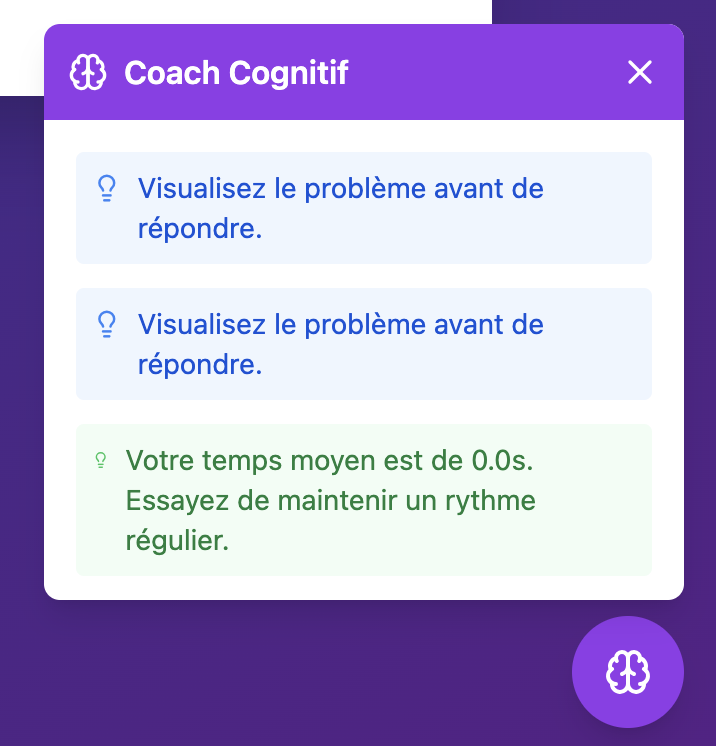 Coach Cognitif
Visualisez le problème avant de
répondre.
Visualisez le problème avant de
répondre.
Votre temps moyen est de 0.0s.
Essayez de maintenir un rythme
régulier.